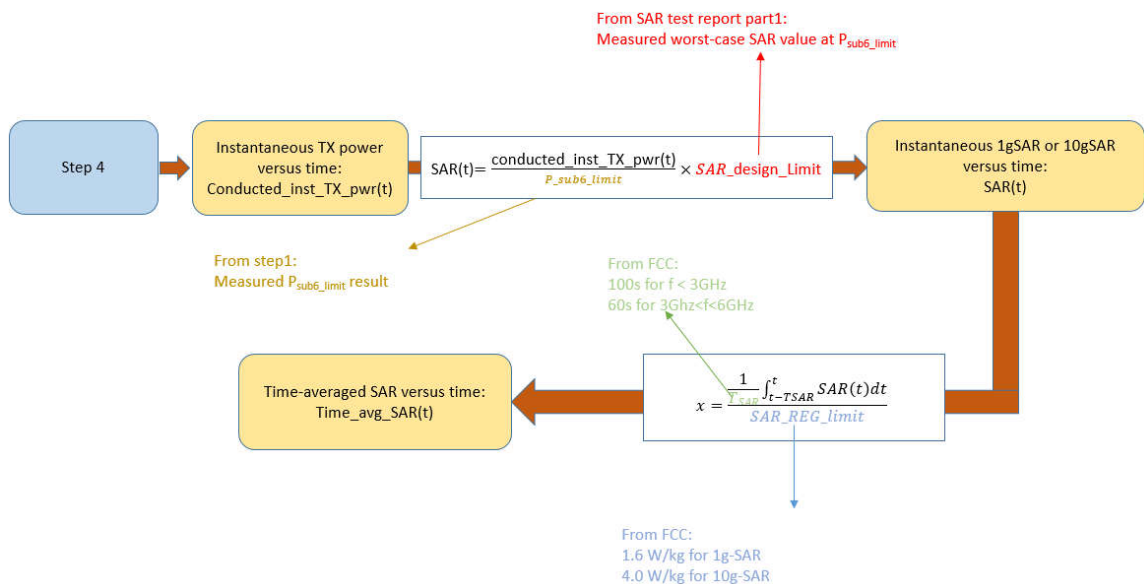 From SAR test report part1:
Measured worst-case SAR value at P_sub6_limit
Step 4
Instantaneous TX power
versus time:
Conducted_inst_TX_pwr(t)
SAR(t)= conducted_inst_TX_pwr(t) / P_sub6_limit × SAR_design_Limit
Instantaneous 1gSAR or 10gSAR
versus time:
SAR(t)
From step1:
Measured P_sub6_limit result
From FCC:
100s for f < 3GHz
60s for 3Ghz<f<6GHz
Time-averaged SAR versus time:
Time_avg_SAR(t)
x = 1/T_SAR ∫_{t−TSAR}^{t} SAR(t)dt / SAR_REG_limit
From FCC:
1.6 W/kg for 1g-SAR
4.0 W/kg for 10g-SAR